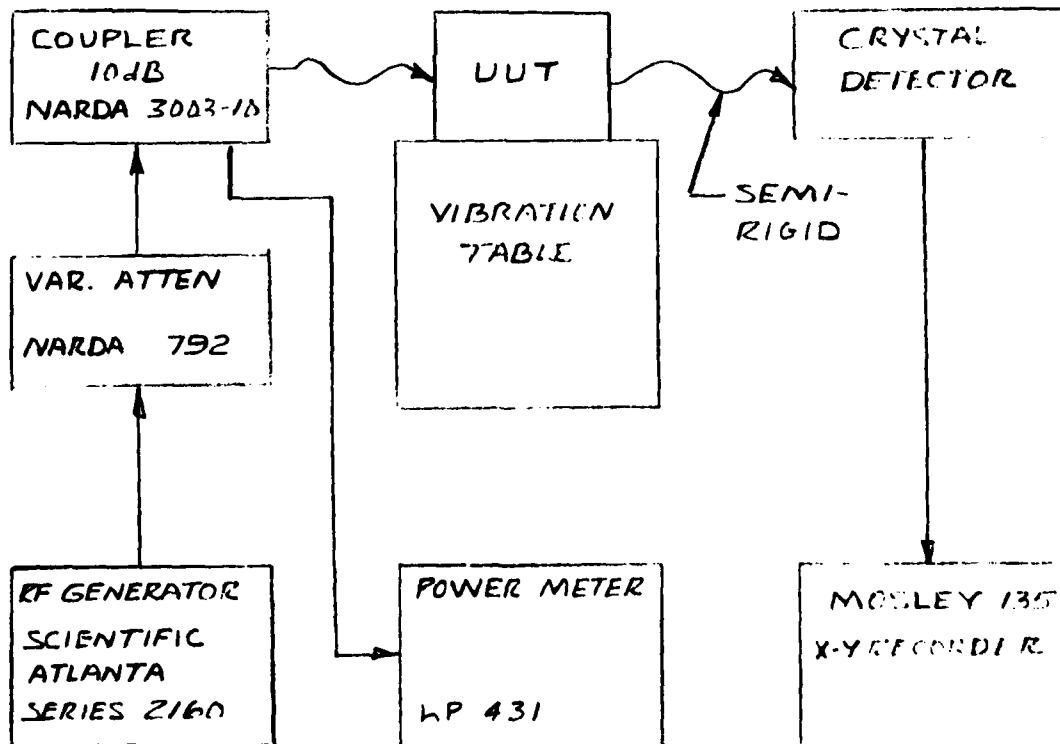 COUPLER
10dB
NARDA 3003-10
UUT
CRYSTAL
DETECTOR
VIBRATION
TABLE
SEMI-
RIGID
VAR. ATTEN
NARDA 792
RF GENERATOR
SCIENTIFIC
ATLANTA
SERIES 2160
POWER METER
HP 431
MOSLEY 135
X-Y RECORDER